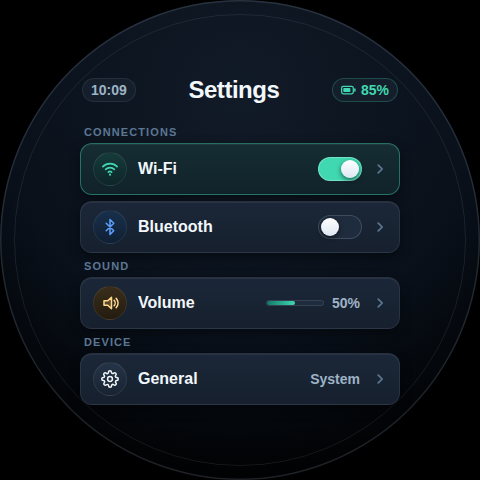 10:09 Settings 85%
CONNECTIONS
Wi-Fi
Bluetooth
SOUND
Volume 50%
DEVICE
General System